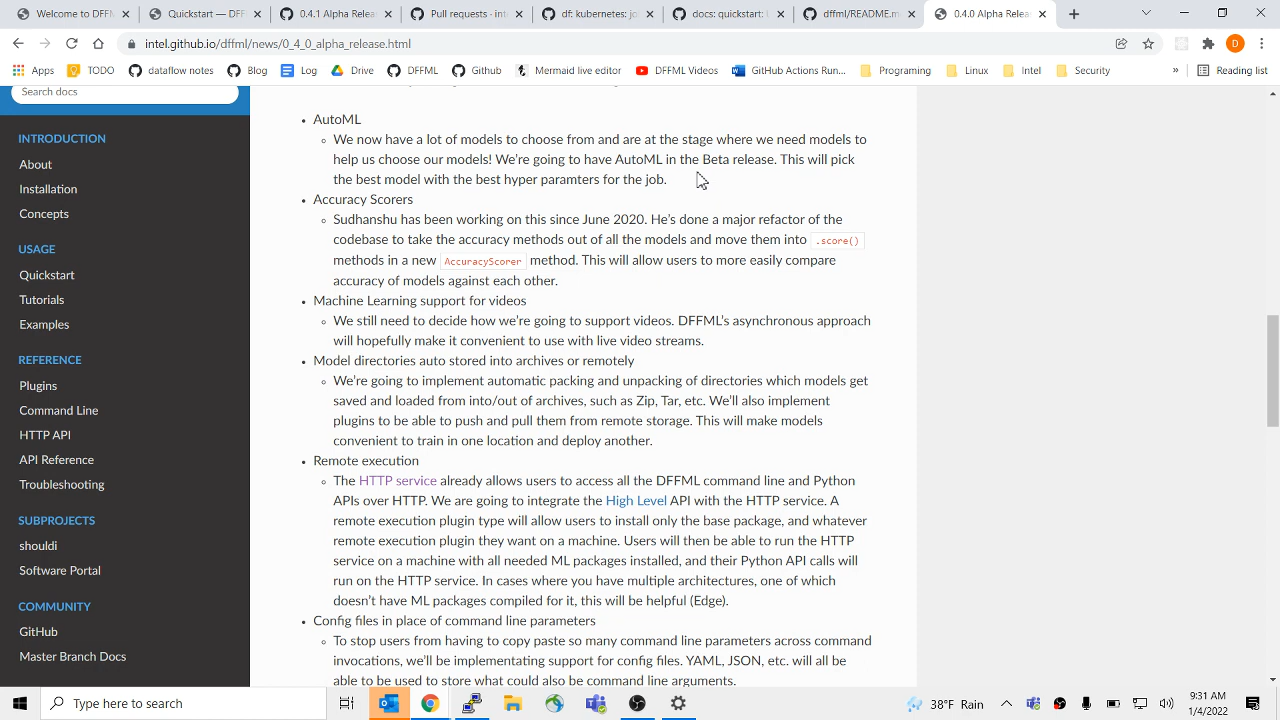 Welcome — DFF
Quickstart — DFF
0.4.1 Alpha Rele
Pull requests · int
df: kubernetes: jo
docs: quickstart: U
dffml/README.m
0.4.0 Alpha Relea
intel.github.io/dffml/news/0_4_0_alpha_release.html
D
Apps
TODO
dataflow notes
Blog
Log
Drive
DFFML
Github
Mermaid live editor
DFFML Videos
GitHub Actions Run...
Programing
Linux
Intel
Security
»
Reading list
Search docs
INTRODUCTION
About
Installation
Concepts
USAGE
Quickstart
Tutorials
Examples
REFERENCE
Plugins
Command Line
HTTP API
API Reference
Troubleshooting
SUBPROJECTS
shouldi
Software Portal
COMMUNITY
GitHub
Master Branch Docs
AutoML
We now have a lot of models to choose from and are at the stage where we need models to
help us choose our models! We're going to have AutoML in the Beta release. This will pick
the best model with the best hyper paramters for the job.
Accuracy Scorers
Sudhanshu has been working on this since June 2020. He's done a major refactor of the
codebase to take the accuracy methods out of all the models and move them into .score()
methods in a new AccuracyScorer method. This will allow users to more easily compare
accuracy of models against each other.
Machine Learning support for videos
We still need to decide how we're going to support videos. DFFML's asynchronous approach
will hopefully make it convenient to use with live video streams.
Model directories auto stored into archives or remotely
We're going to implement automatic packing and unpacking of directories which models get
saved and loaded from into/out of archives, such as Zip, Tar, etc. We'll also implement
plugins to be able to push and pull them from remote storage. This will make models
convenient to train in one location and deploy another.
Remote execution
The HTTP service already allows users to access all the DFFML command line and Python
APIs over HTTP. We are going to integrate the High Level API with the HTTP service. A
remote execution plugin type will allow users to install only the base package, and whatever
remote execution plugin they want on a machine. Users will then be able to run the HTTP
service on a machine with all needed ML packages installed, and their Python API calls will
run on the HTTP service. In cases where you have multiple architectures, one of which
doesn't have ML packages compiled for it, this will be helpful (Edge).
Config files in place of command line parameters
To stop users from having to copy paste so many command line parameters across command
invocations, we'll be implementing support for config files. YAML, JSON, etc. will all be
able to be used to store what could also be command line arguments.
Type here to search
38°F Rain
9:31 AM
1/4/2022